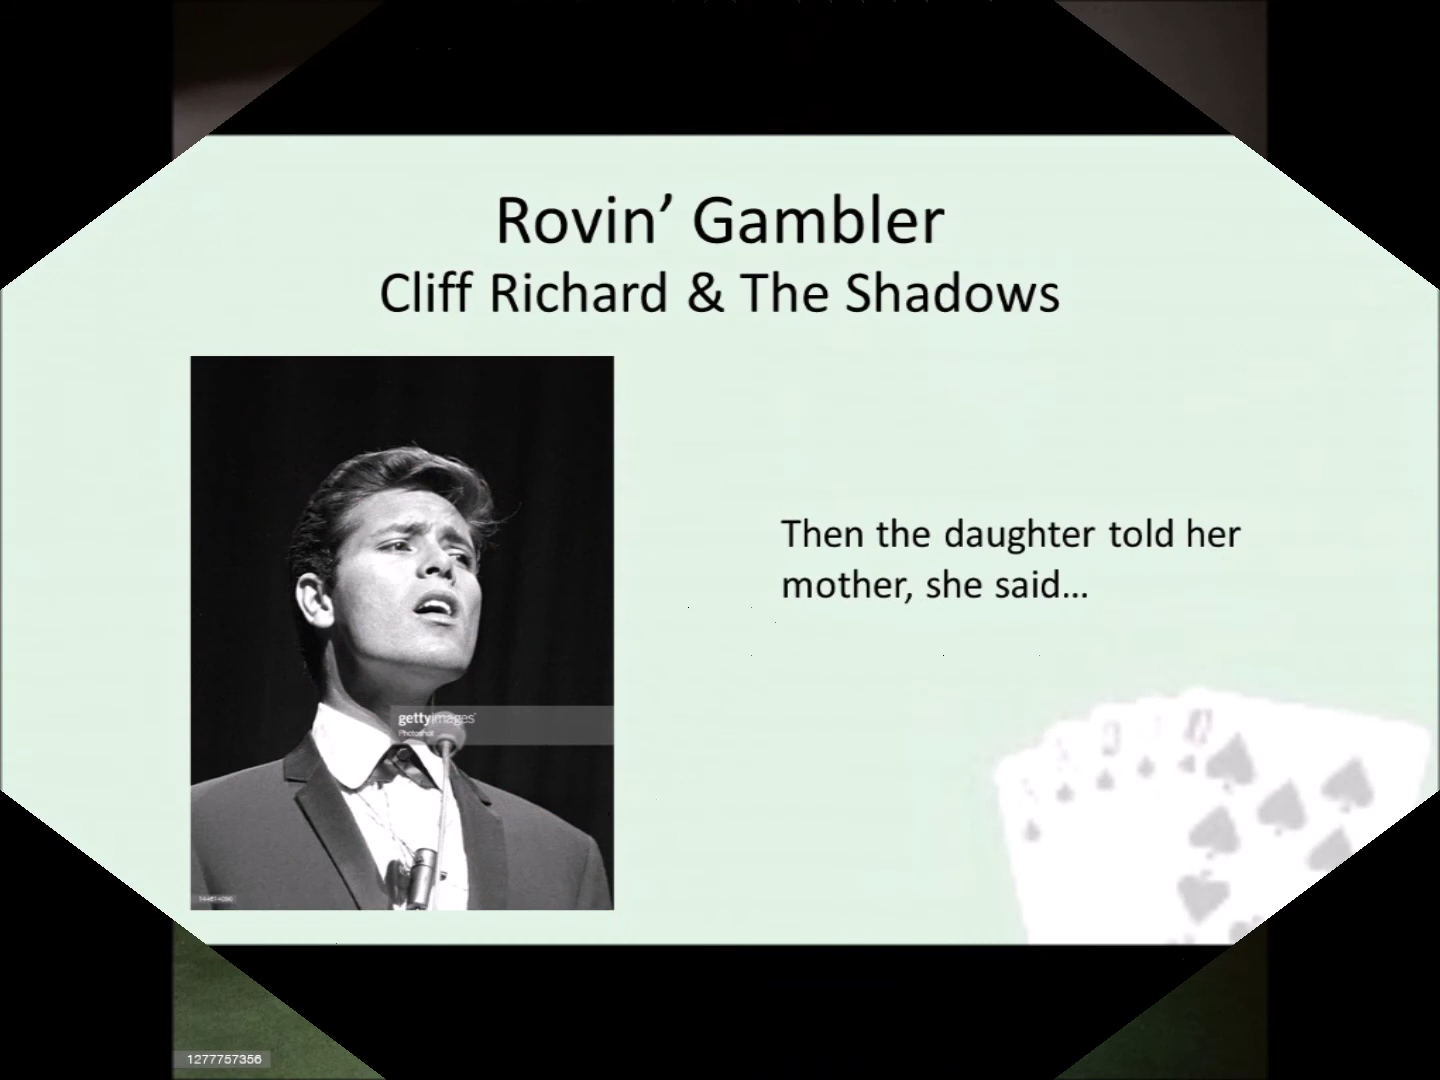 Rovin’ Gambler
Cliff Richard & The Shadows
Then the daughter told her
mother, she said...
gettyimages
Photoshot
1277757356